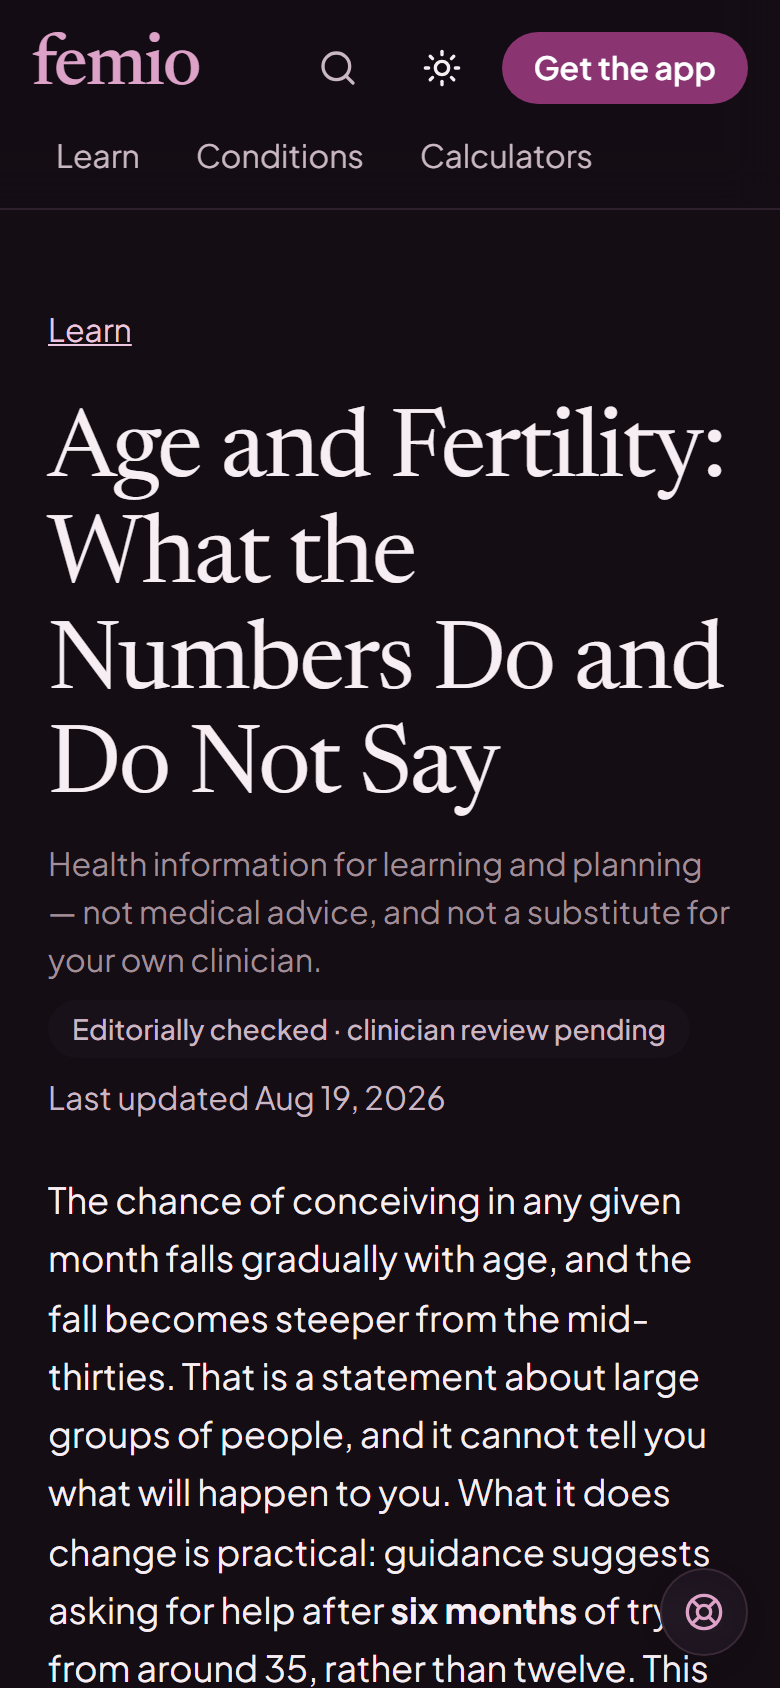 femio
Get the app
Learn Conditions Calculators
Learn
Age and Fertility:
What the
Numbers Do and
Do Not Say
Health information for learning and planning
— not medical advice, and not a substitute for
your own clinician.
Editorially checked · clinician review pending
Last updated Aug 19, 2026
The chance of conceiving in any given
month falls gradually with age, and the
fall becomes steeper from the mid-
thirties. That is a statement about large
groups of people, and it cannot tell you
what will happen to you. What it does
change is practical: guidance suggests
asking for help after six months of
from around 35, rather than twelve. This